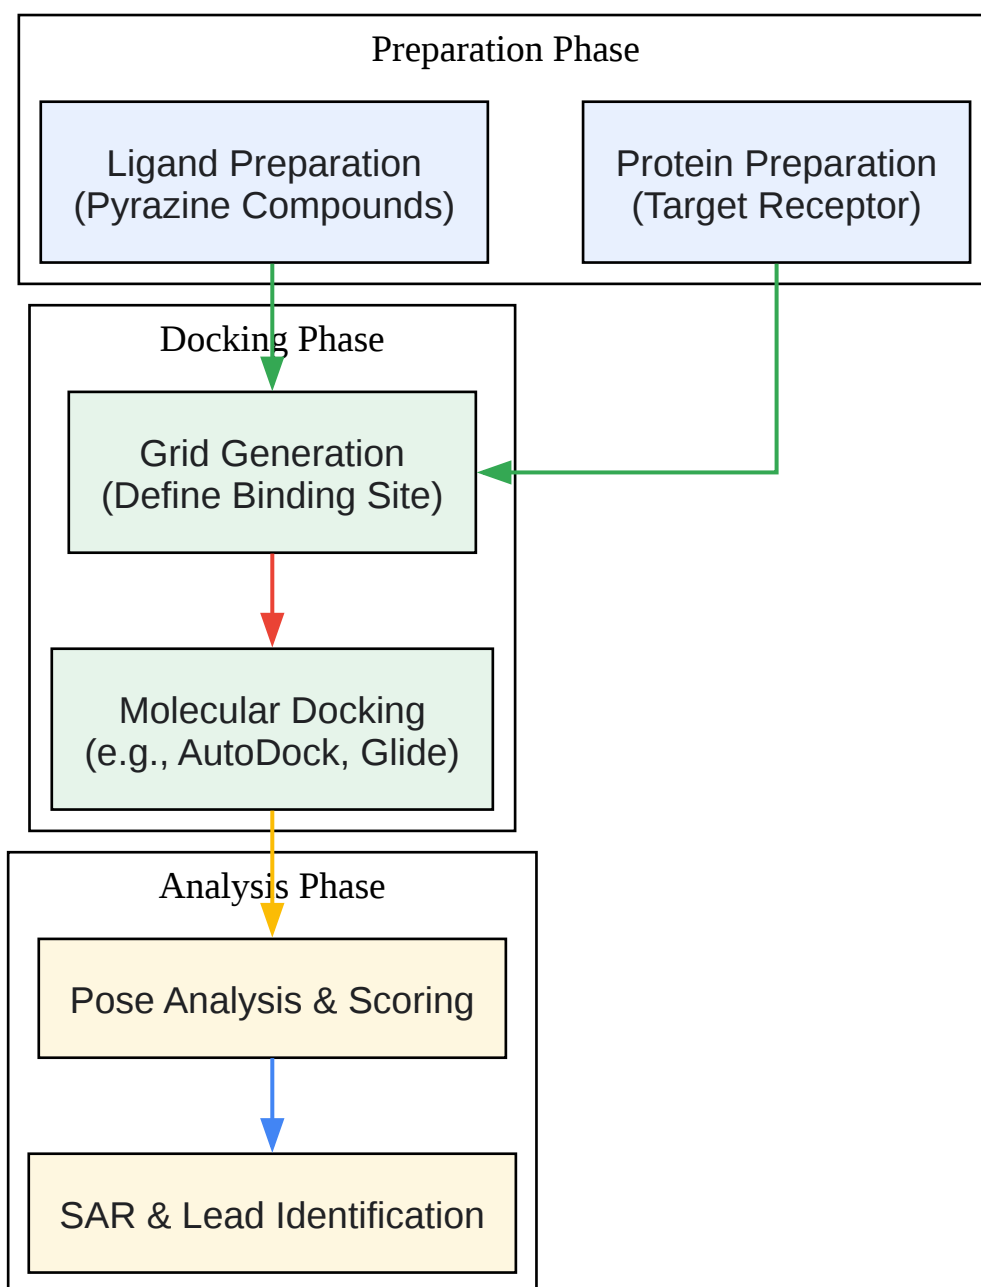 Preparation Phase
Ligand Preparation
(Pyrazine Compounds)
Protein Preparation
(Target Receptor)
Docking Phase
Grid Generation
(Define Binding Site)
Molecular Docking
(e.g., AutoDock, Glide)
Analysis Phase
Pose Analysis & Scoring
SAR & Lead Identification